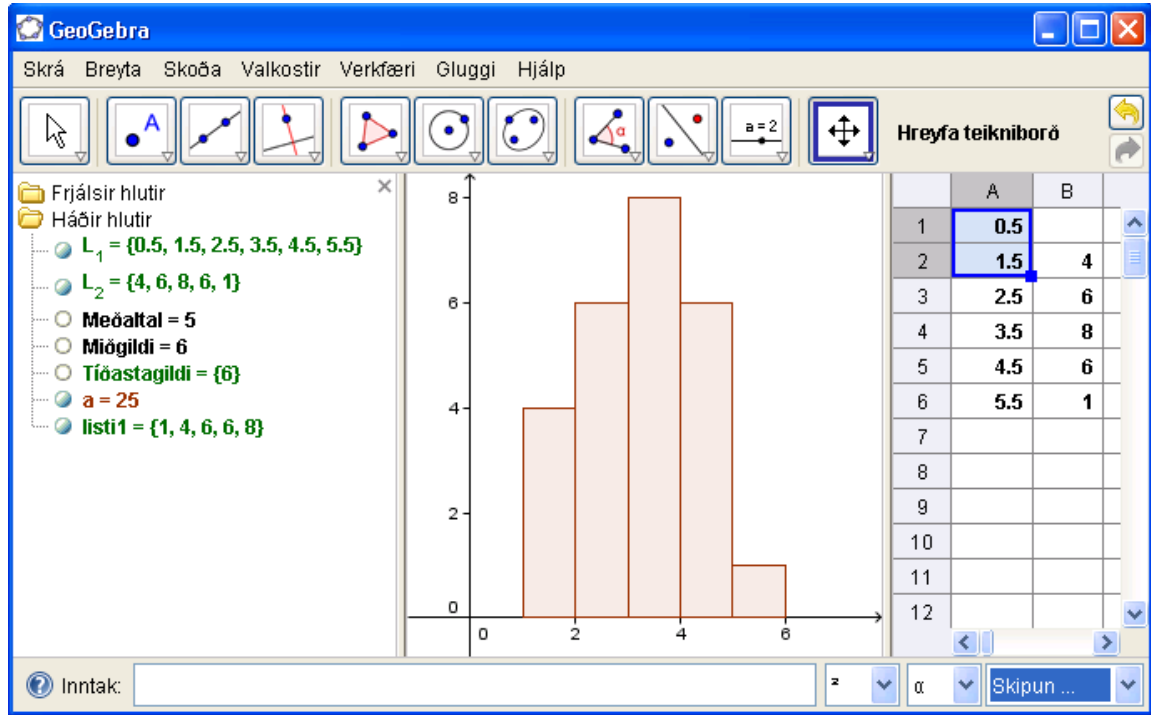 GeoGebra
Skrá Breyta Skoða Valkostir Verkfæri Gluggi Hjálp
A α a = 2 Hreyfa teikniborð
Frjálsir hlutir
Háðir hlutir
L1 = {0.5, 1.5, 2.5, 3.5, 4.5, 5.5}
L2 = {4, 6, 8, 6, 1}
Meðaltal = 5
Miðgildi = 6
Tíðastagildi = {6}
a = 25
listi1 = {1, 4, 6, 6, 8}
8
6
4
2
0
0 2 4 6
A B
1 0.5
2 1.5 4
3 2.5 6
4 3.5 8
5 4.5 6
6 5.5 1
7
8
9
10
11
12
Inntak: ² α Skipun ...